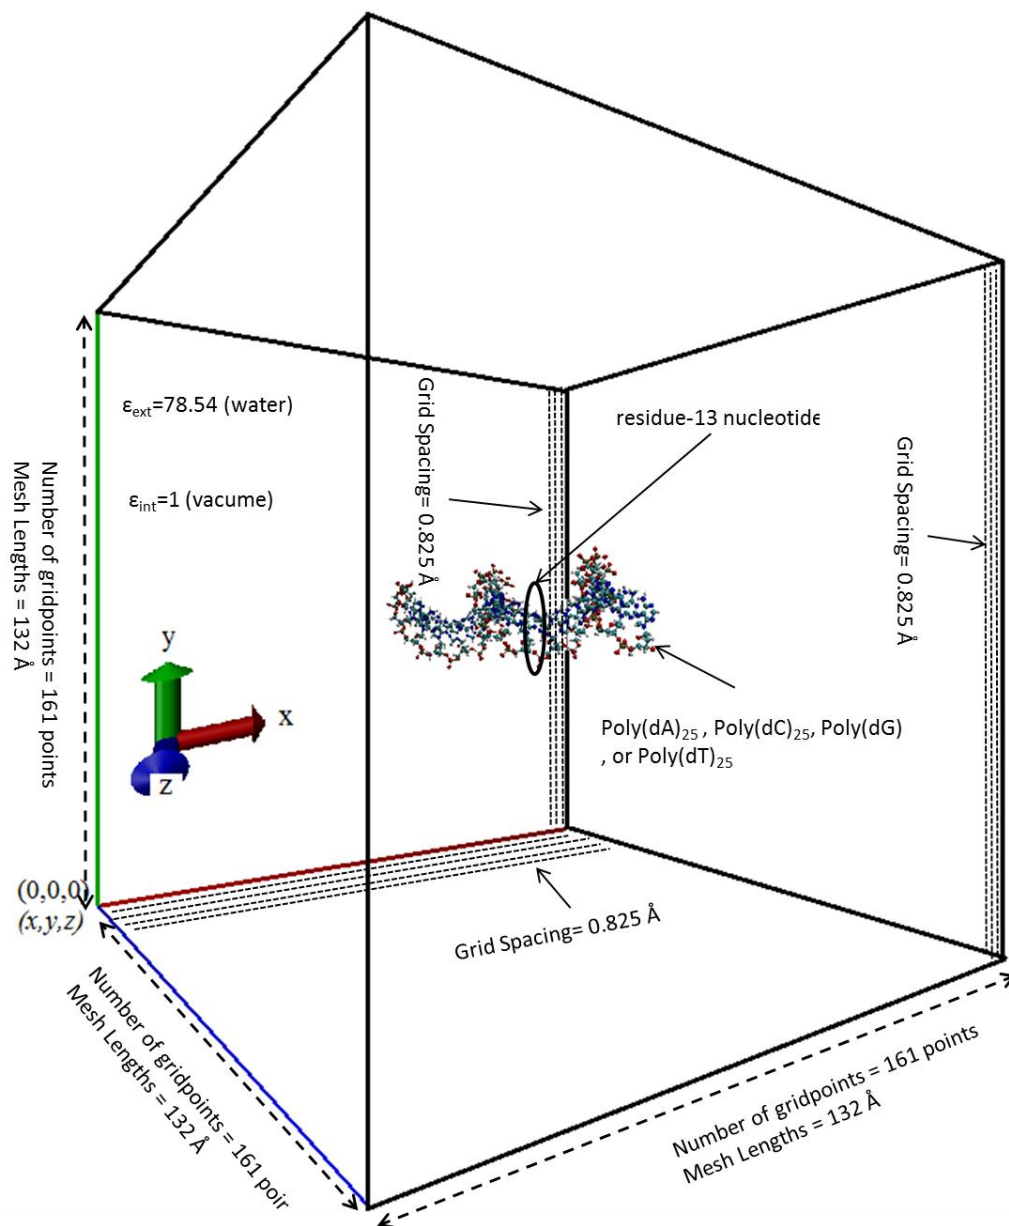 εext=78.54 (water)
εint=1 (vacume)
Grid Spacing= 0.825 Å
residue-13 nucleotide
Grid Spacing= 0.825 Å
Number of gridpoints = 161 points
Mesh Lengths = 132 Å
y
x
z
Poly(dA)25 , Poly(dC)25, Poly(dG)
, or Poly(dT)25
(0,0,0)
(x,y,z)
Grid Spacing= 0.825 Å
Number of gridpoints = 161 poir
Mesh Lengths = 132 Å
Number of gridpoints = 161 points
Mesh Lengths = 132 Å